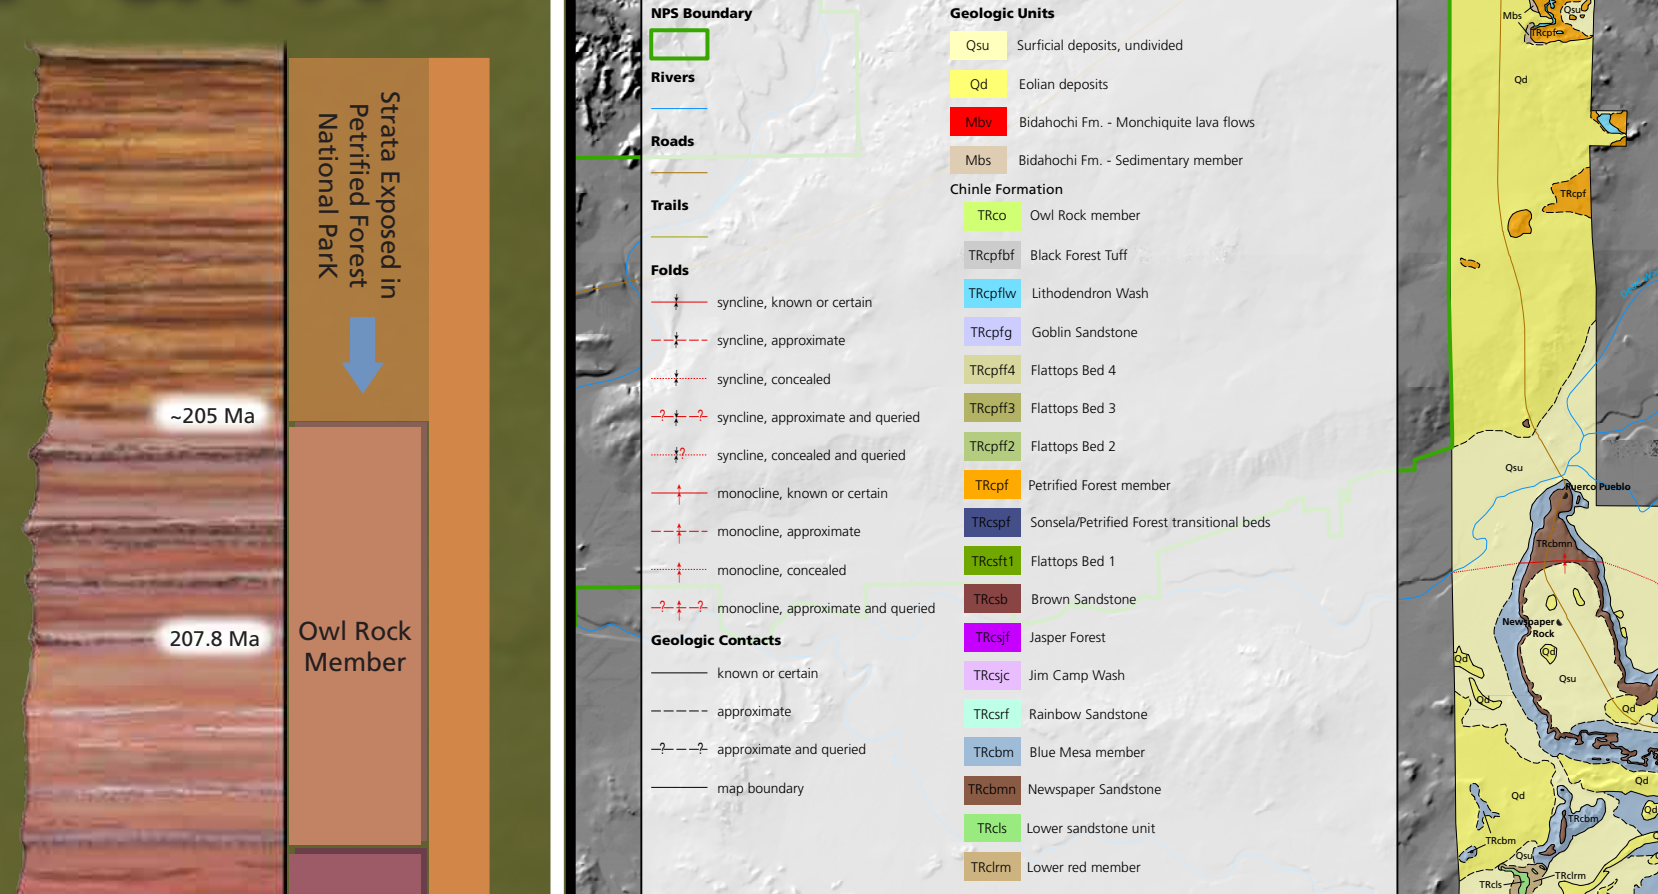 Strata Exposed in
Petrified Forest
National ParK
~205 Ma
207.8 Ma
Owl Rock
Member
NPS Boundary
Rivers
Roads
Trails
Folds
syncline, known or certain
syncline, approximate
syncline, concealed
? ? syncline, approximate and queried
? syncline, concealed and queried
monocline, known or certain
monocline, approximate
monocline, concealed
? ? monocline, approximate and queried
Geologic Contacts
known or certain
approximate
? ? approximate and queried
map boundary
Geologic Units
Qsu Surficial deposits, undivided
Qd Eolian deposits
Mbv Bidahochi Fm. - Monchiquite lava flows
Mbs Bidahochi Fm. - Sedimentary member
Chinle Formation
TRco Owl Rock member
TRcpfbf Black Forest Tuff
TRcpflw Lithodendron Wash
TRcpfg Goblin Sandstone
TRcpff4 Flattops Bed 4
TRcpff3 Flattops Bed 3
TRcpff2 Flattops Bed 2
TRcpf Petrified Forest member
TRcspf Sonsela/Petrified Forest transitional beds
TRcsft1 Flattops Bed 1
TRcsb Brown Sandstone
TRcsjf Jasper Forest
TRcsjc Jim Camp Wash
TRcsrf Rainbow Sandstone
TRcbm Blue Mesa member
TRcbmn Newspaper Sandstone
TRcls Lower sandstone unit
TRclrm Lower red member
Mbs
Qsu
TRcpf
Qd
TRcpf
Qsu
Puerco Pueblo
TRcbmn
Newspaper
Rock
Qd
Qd
Qsu
Qd
Qd
Qd
Qd
Qd
TRcbm
TRcbm
Qsu
TRclrm
TRcls